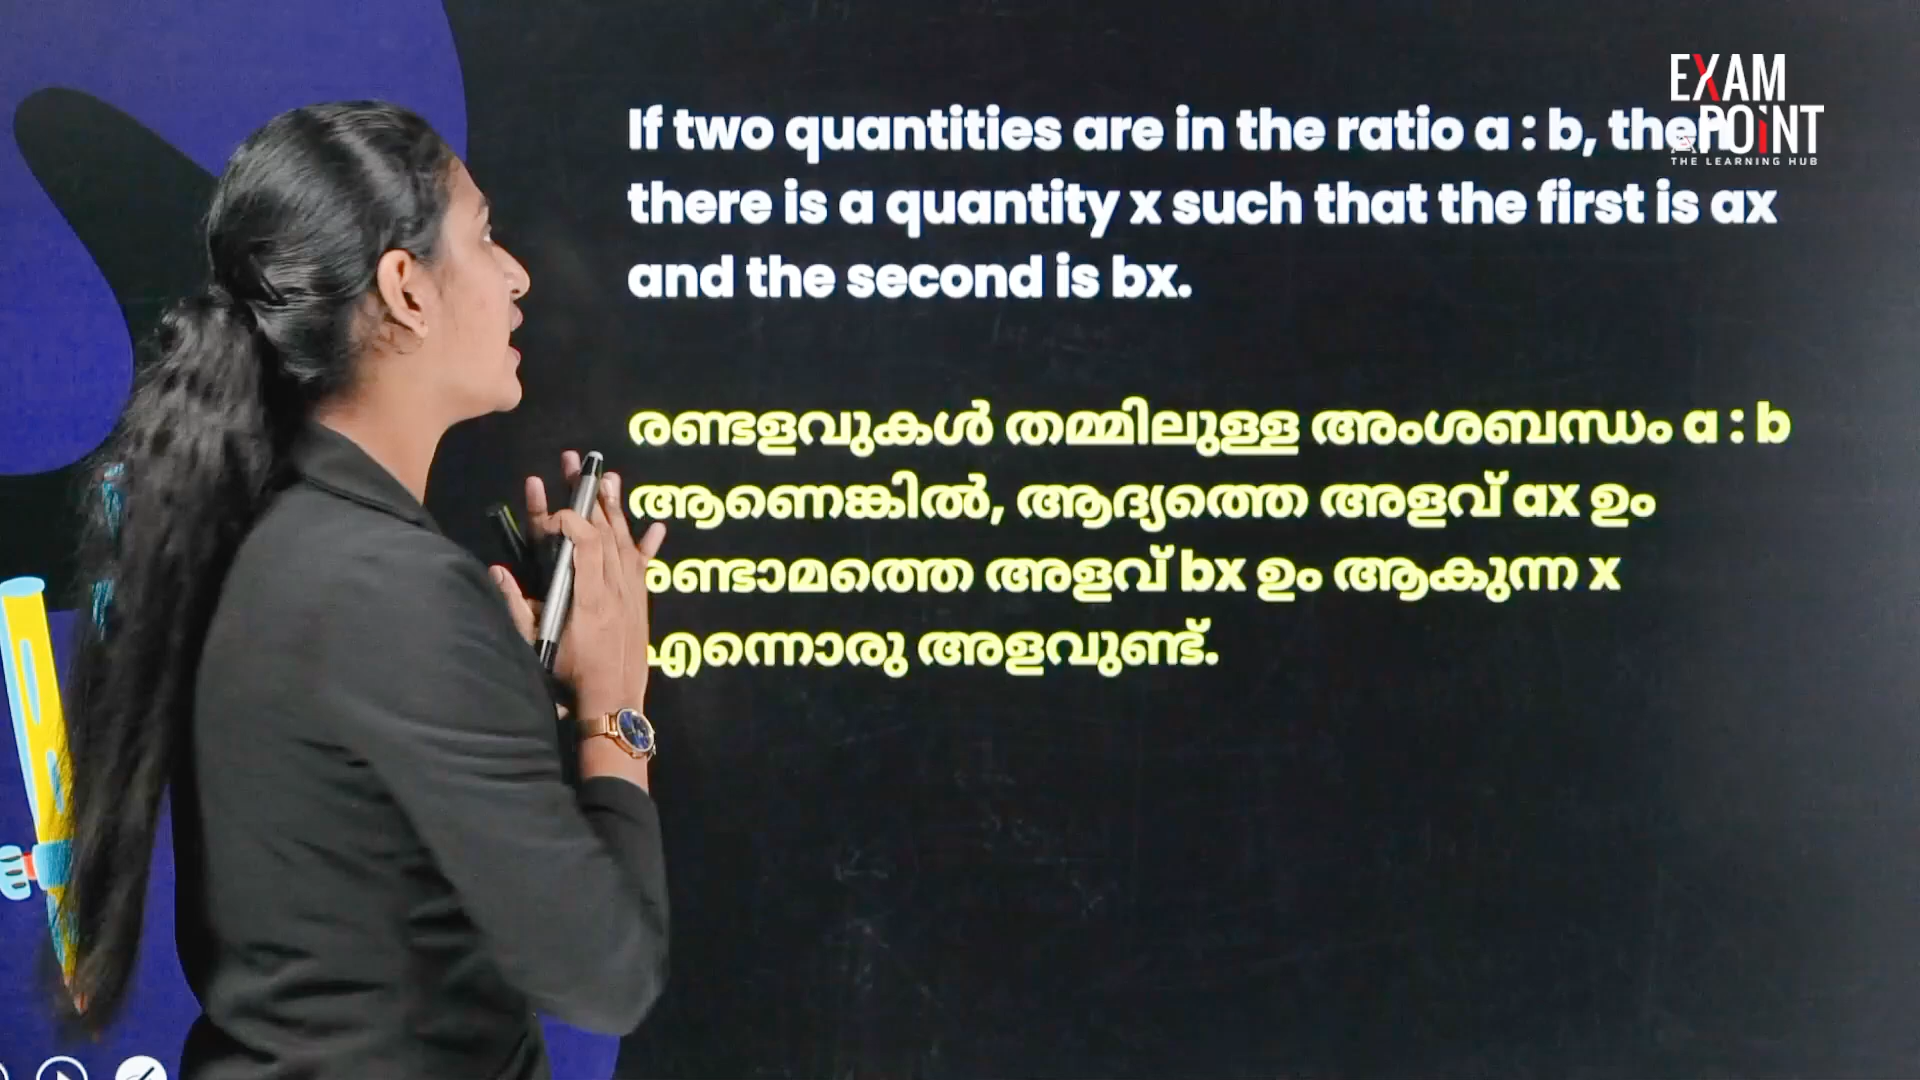 If two quantities are in the ratio a : b, then
there is a quantity x such that the first is ax
and the second is bx.
രണ്ടളവുകൾ തമ്മിലുള്ള അംശബന്ധം a : b
ആണെങ്കിൽ, ആദ്യത്തെ അളവ് ax ഉം
രണ്ടാമത്തെ അളവ് bx ഉം ആകുന്ന x
എന്നൊരു അളവുണ്ട്.
EXAM
POINT
THE LEARNING HUB